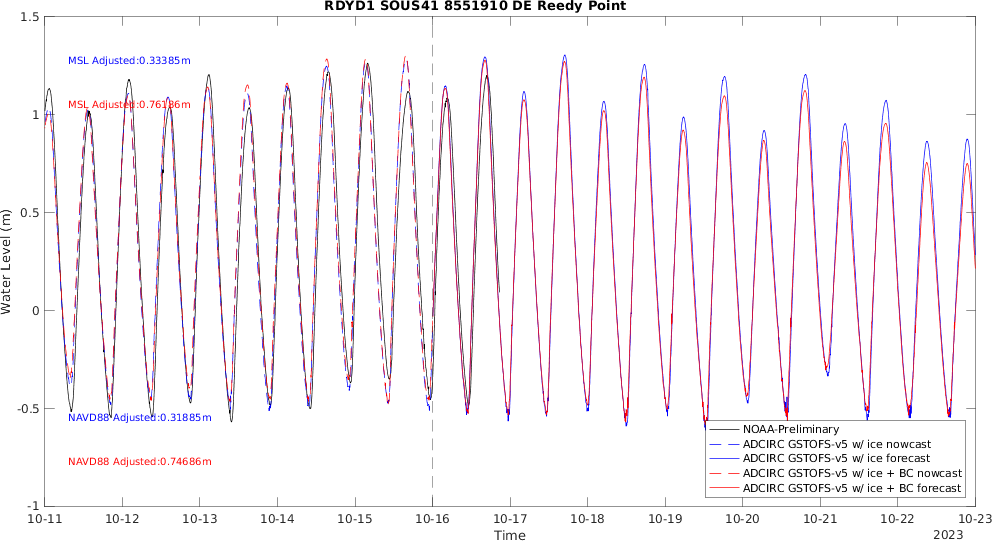 RDYD1 SOUS41 8551910 DE Reedy Point
1.5
1
0.5
0
-0.5
-1
Water Level (m)
MSL Adjusted:0.33385m
MSL Adjusted:0.76186m
NAVD88 Adjusted:0.31885m
NAVD88 Adjusted:0.74686m
NOAA-Preliminary
ADCIRC GSTOFS-v5 w/ ice nowcast
ADCIRC GSTOFS-v5 w/ ice forecast
ADCIRC GSTOFS-v5 w/ ice + BC nowcast
ADCIRC GSTOFS-v5 w/ ice + BC forecast
10-11 10-12 10-13 10-14 10-15 10-16 10-17 10-18 10-19 10-20 10-21 10-22 10-23
Time
2023